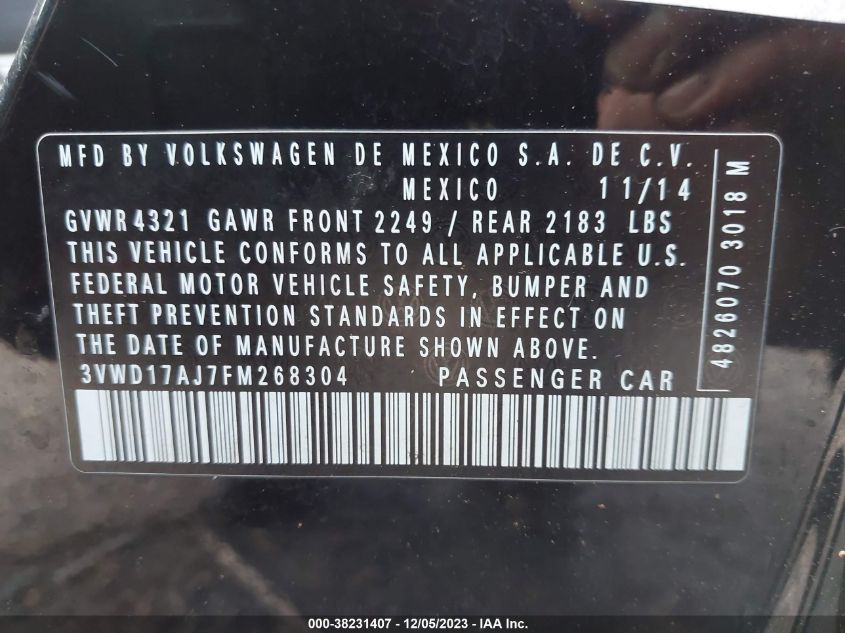 MFD BY VOLKSWAGEN DE MEXICO S.A. DE C.V.
MEXICO 11/14
GVWR 4321 GAWR FRONT 2249 / REAR 2183 LBS
THIS VEHICLE CONFORMS TO ALL APPLICABLE U.S.
FEDERAL MOTOR VEHICLE SAFETY, BUMPER AND
THEFT PREVENTION STANDARDS IN EFFECT ON
THE DATE OF MANUFACTURE SHOWN ABOVE.
3VWD17AJ7FM268304 PASSENGER CAR
4826070 3018 M
000-38231407 - 12/05/2023 - IAA Inc.